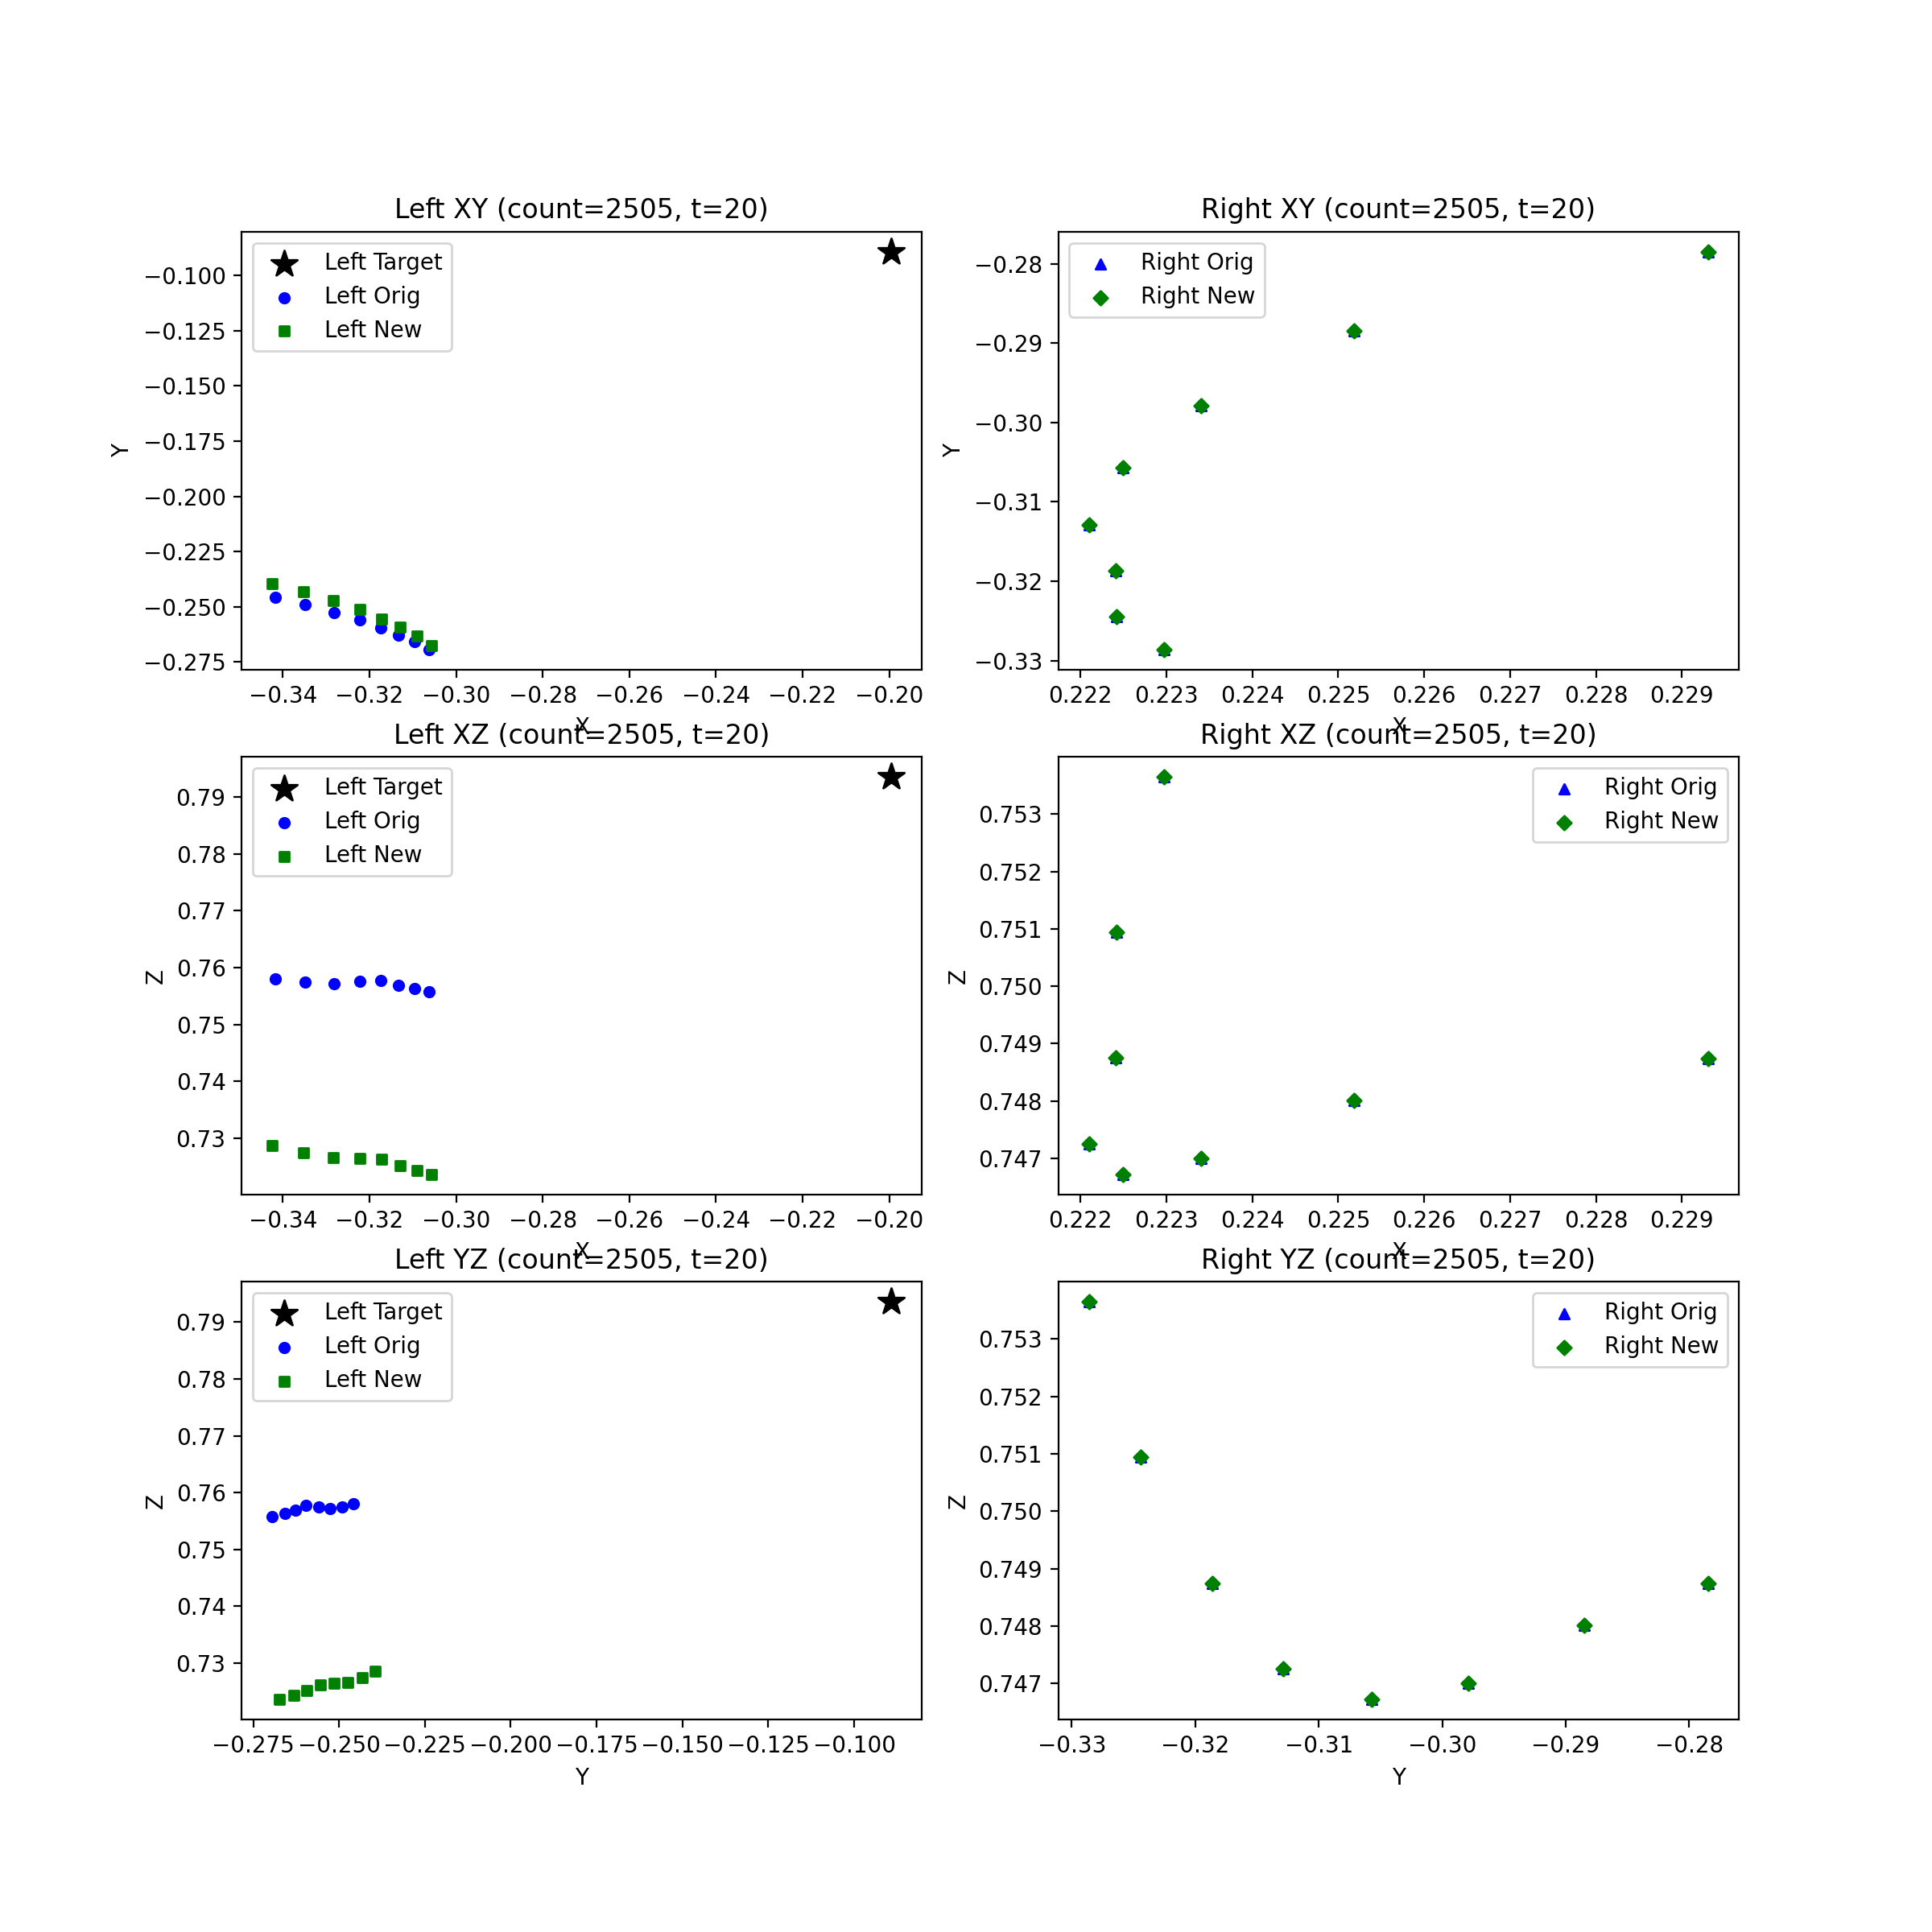 Left XY (count=2505, t=20)
Left Target
Left Orig
Left New
−0.100
−0.125
−0.150
−0.175
−0.200
−0.225
−0.250
−0.275
Y
−0.34 −0.32 −0.30 −0.28 −0.26 −0.24 −0.22 −0.20
X
Right XY (count=2505, t=20)
Right Orig
Right New
−0.28
−0.29
−0.30
−0.31
−0.32
−0.33
Y
0.222 0.223 0.224 0.225 0.226 0.227 0.228 0.229
X
Left XZ (count=2505, t=20)
Left Target
Left Orig
Left New
0.79
0.78
0.77
0.76
0.75
0.74
0.73
Z
−0.34 −0.32 −0.30 −0.28 −0.26 −0.24 −0.22 −0.20
X
Right XZ (count=2505, t=20)
Right Orig
Right New
0.753
0.752
0.751
0.750
0.749
0.748
0.747
Z
0.222 0.223 0.224 0.225 0.226 0.227 0.228 0.229
X
Left YZ (count=2505, t=20)
Left Target
Left Orig
Left New
0.79
0.78
0.77
0.76
0.75
0.74
0.73
Z
−0.275 −0.250 −0.225 −0.200 −0.175 −0.150 −0.125 −0.100
Y
Right YZ (count=2505, t=20)
Right Orig
Right New
0.753
0.752
0.751
0.750
0.749
0.748
0.747
Z
−0.33 −0.32 −0.31 −0.30 −0.29 −0.28
Y